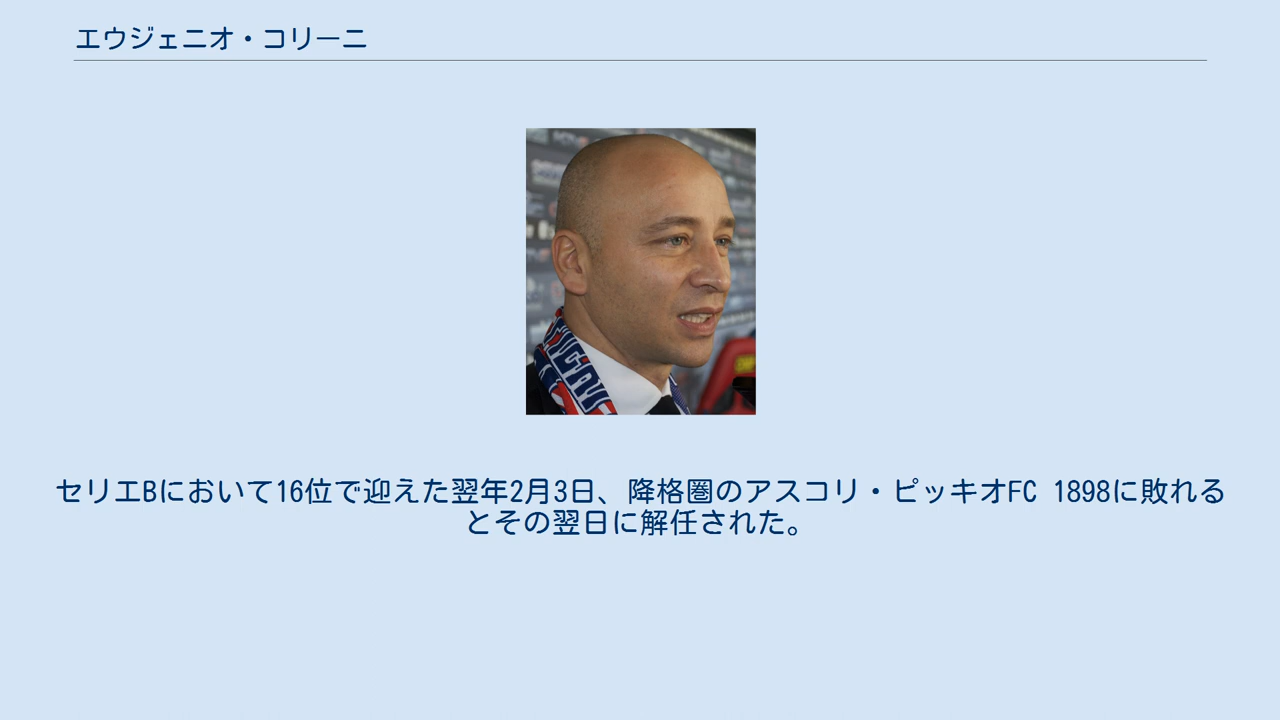 エウジェニオ・コリーニ
セリエBにおいて16位で迎えた翌年2月3日、降格圏のアスコリ・ピッキオFC 1898に敗れる
とその翌日に解任された。